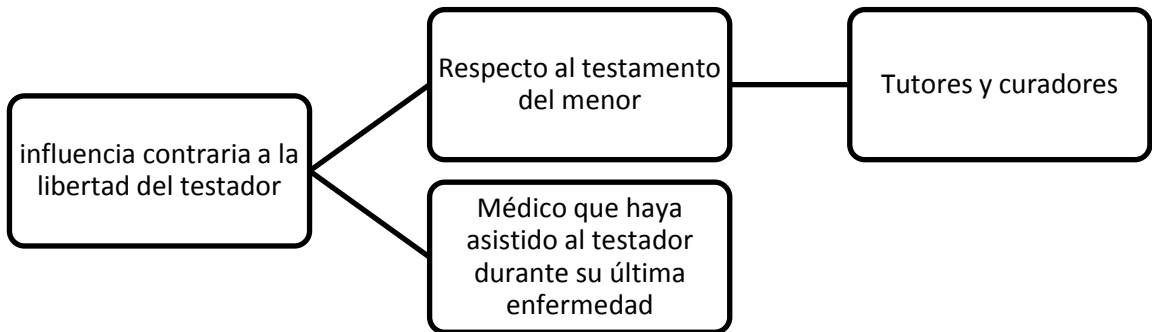 influencia contraria a la
libertad del testador
Respecto al testamento
del menor
Tutores y curadores
Médico que haya
asistido al testador
durante su última
enfermedad